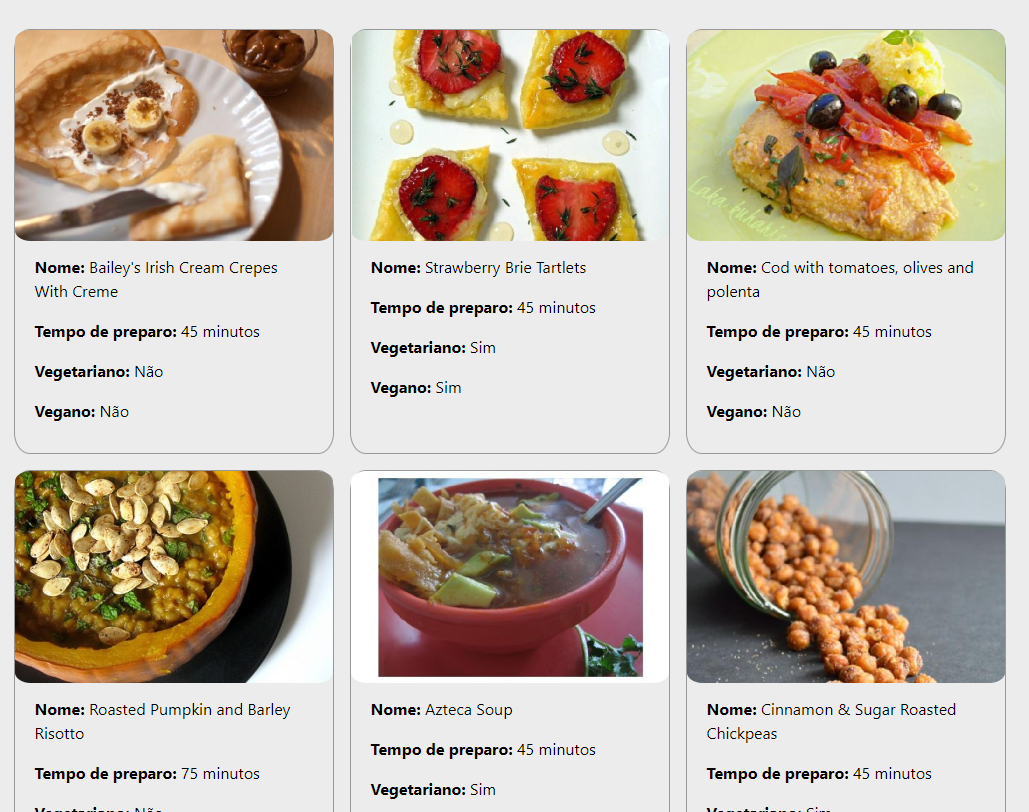 Nome: Bailey's Irish Cream Crepes
With Creme
Tempo de preparo: 45 minutos
Vegetariano: Não
Vegano: Não
Nome: Strawberry Brie Tartlets
Tempo de preparo: 45 minutos
Vegetariano: Sim
Vegano: Sim
Laka kuharica
Nome: Cod with tomatoes, olives and
polenta
Tempo de preparo: 45 minutos
Vegetariano: Não
Vegano: Não
Nome: Roasted Pumpkin and Barley
Risotto
Tempo de preparo: 75 minutos
Vegetariano: Não
Nome: Azteca Soup
Tempo de preparo: 45 minutos
Vegetariano: Sim
Nome: Cinnamon & Sugar Roasted
Chickpeas
Tempo de preparo: 45 minutos
Vegetariano: Sim